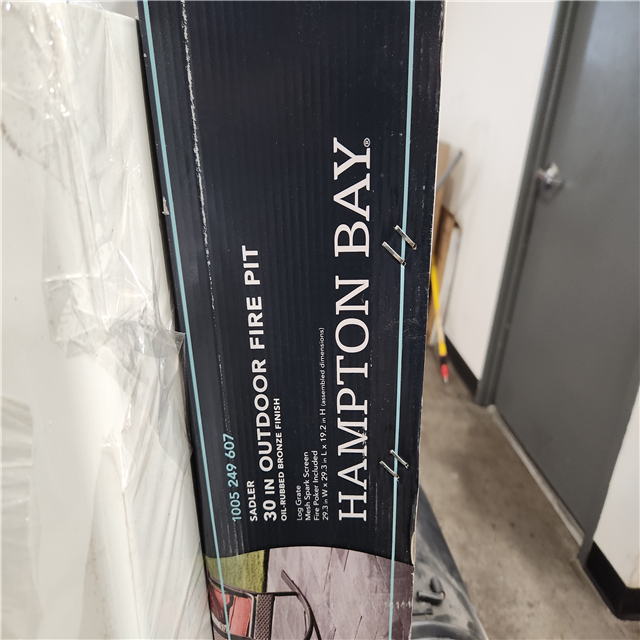 HAMPTON BAY®
1005 249 607
SADLER
30 IN OUTDOOR FIRE PIT
OIL-RUBBED BRONZE FINISH
Log Grate
Mesh Spark Screen
Fire Poker Included
29.3 in W x 29.3 in L x 19.2 in H (assembled dimensions)